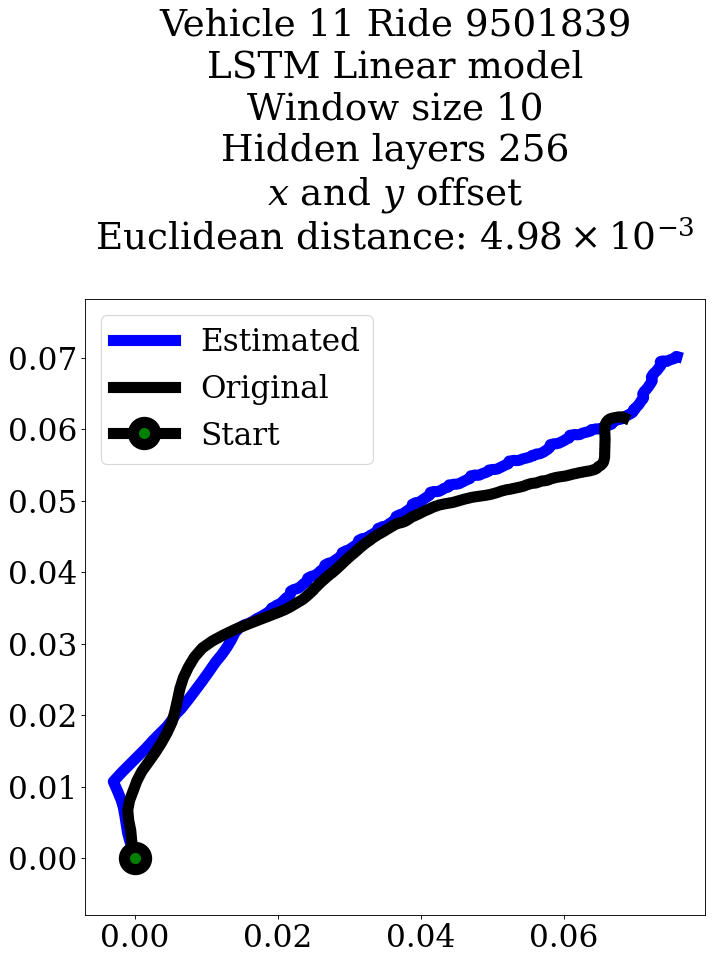 Vehicle 11 Ride 9501839
LSTM Linear model
Window size 10
Hidden layers 256
x and y offset
Euclidean distance: 4.98 × 10⁻³
Estimated
Original
Start
0.07
0.06
0.05
0.04
0.03
0.02
0.01
0.00
0.00 0.02 0.04 0.06